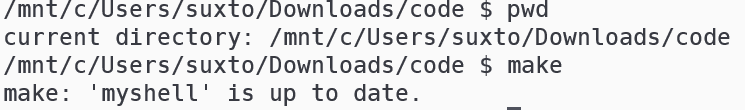 /mnt/c/Users/suxto/Downloads/code $ pwd
current directory: /mnt/c/Users/suxto/Downloads/code
/mnt/c/Users/suxto/Downloads/code $ make
make: 'myshell' is up to date.